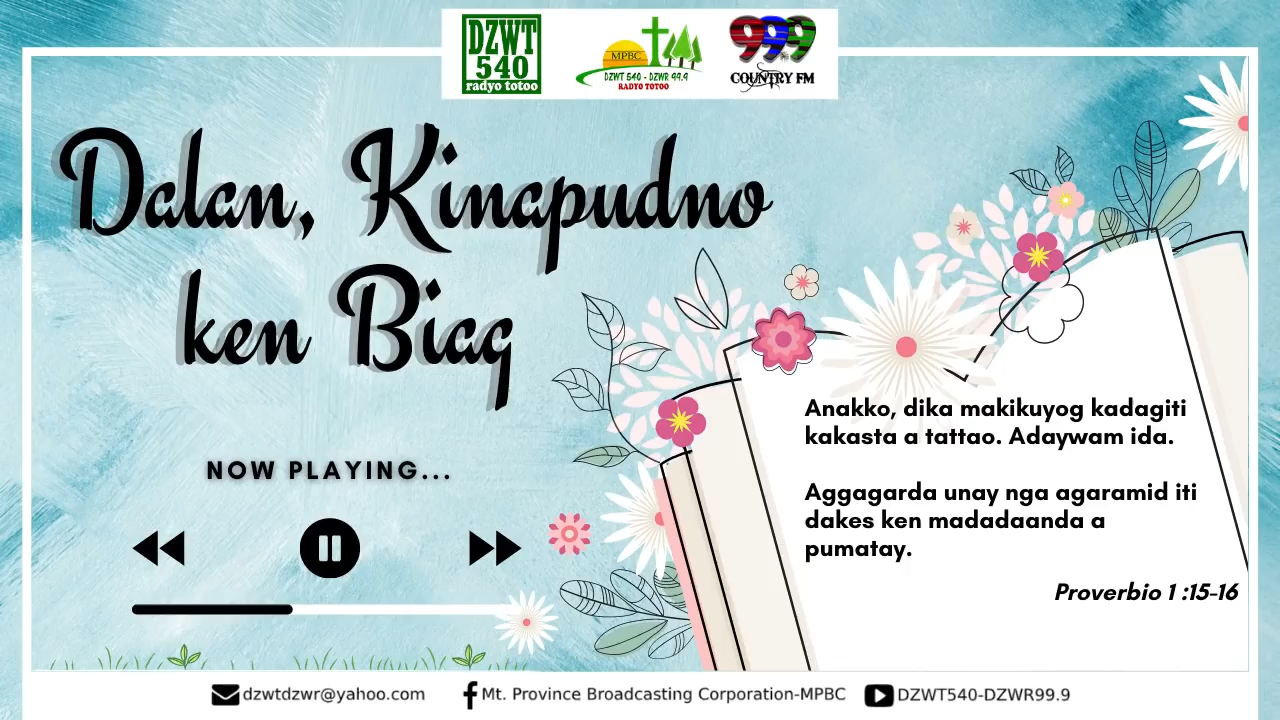 DZWT
540
radyo totoo
MPBC
DZWT 540 - DZWR 99.9
RADYO TOTOO
99.9
COUNTRY FM
Dalan, Kinapudno
ken Biag
NOW PLAYING...
Anakko, dika makikuyog kadagiti
kakasta a tattao. Adaywam ida.
Aggagarda unay nga agaramid iti
dakes ken madadaanda a
pumatay.
Proverbio 1 :15-16
dzwtdzwr@yahoo.com
Mt. Province Broadcasting Corporation-MPBC
DZWT540-DZWR99.9